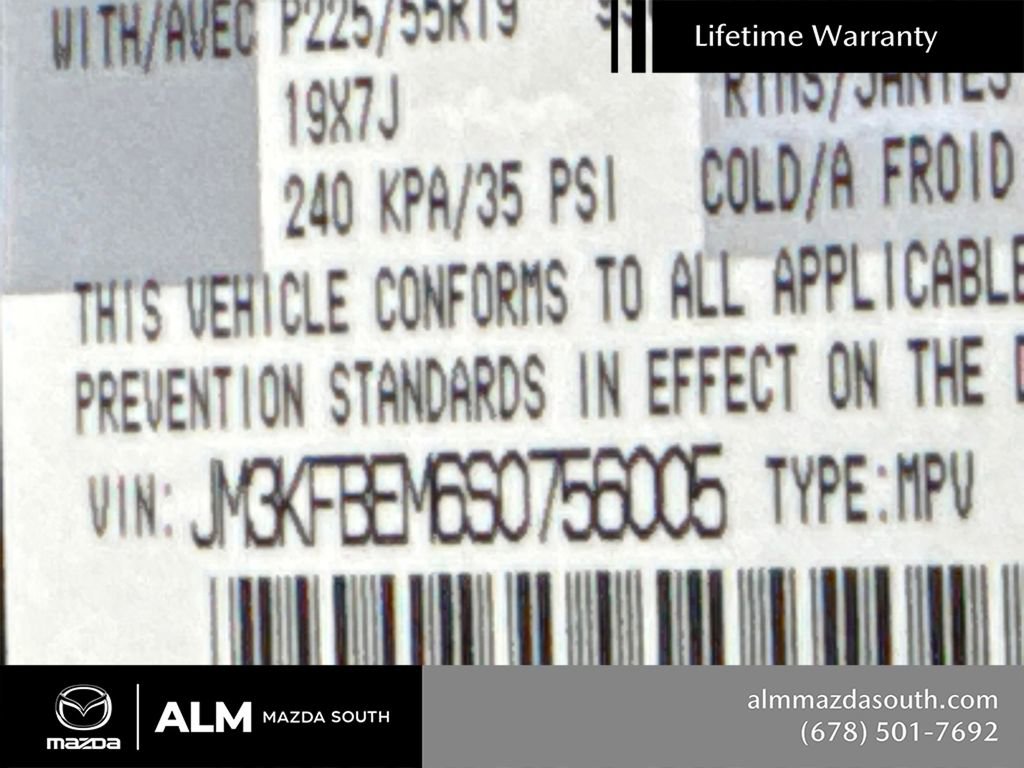 WITH/AVEC P225/55R19
Lifetime Warranty
19X7J RIMS/JANTES
240 KPA/35 PSI COLD/A FROID
THIS VEHICLE CONFORMS TO ALL APPLICABLE
PREVENTION STANDARDS IN EFFECT ON THE
VIN: JM3KFBEM6S0756005 TYPE:MPV
mazda
ALM MAZDA SOUTH
almmazdasouth.com
(678) 501-7692